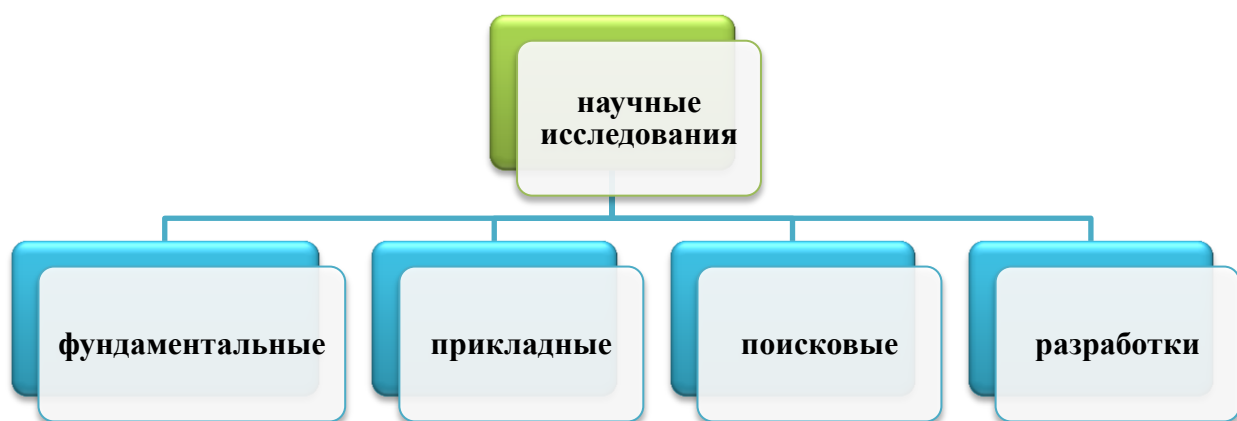 научные
исследования
фундаментальные
прикладные
поисковые
разработки